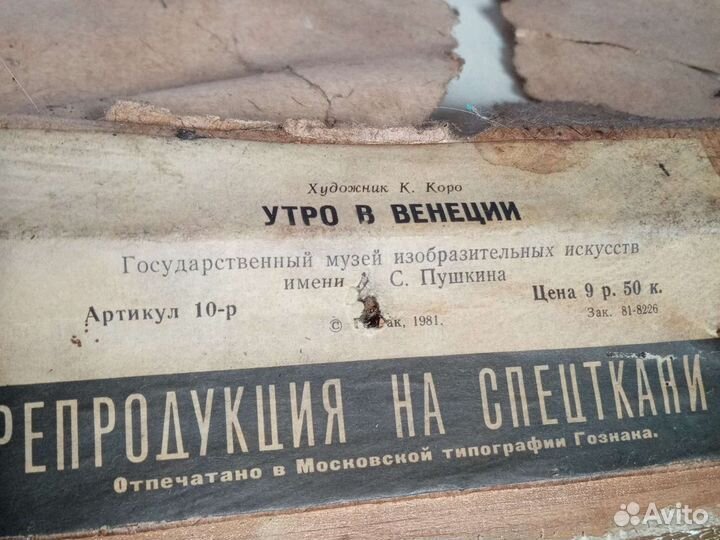 Художник К. Коро
УТРО В ВЕНЕЦИИ
Государственный музей изобразительных искусств
имени С. Пушкина
Артикул 10-р
Цена 9 р. 50 к.
Зак. 81-8226
© 1981.
РЕПРОДУКЦИЯ НА СПЕЦТКАНИ
Отпечатано в Московской типографии Гознака.
Avito